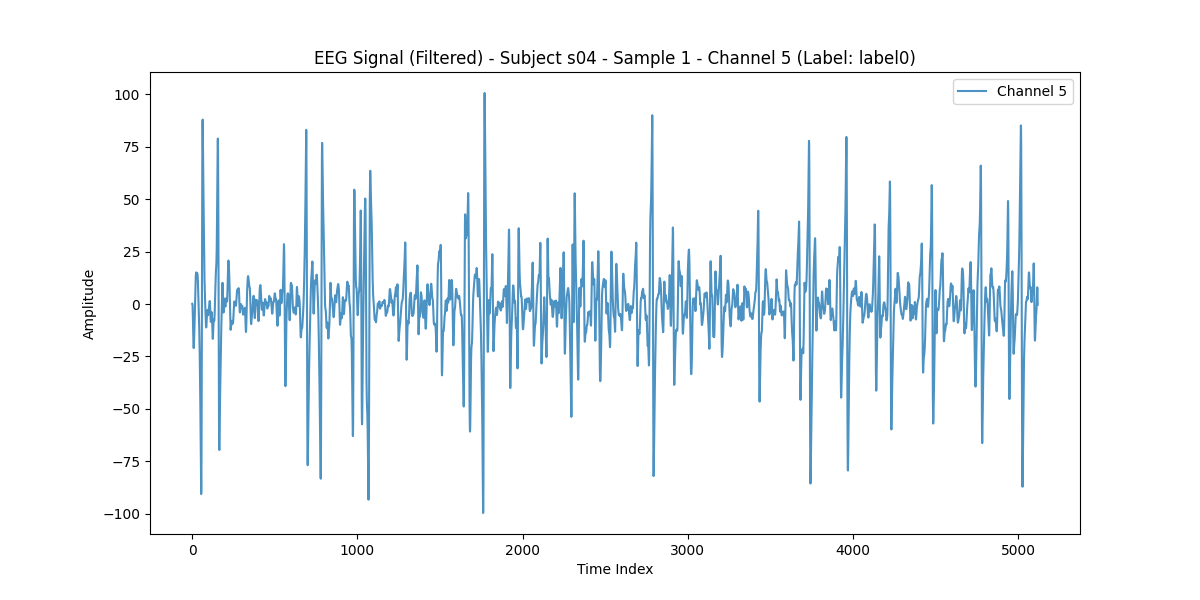 EEG Signal (Filtered) - Subject s04 - Sample 1 - Channel 5 (Label: label0)
Channel 5
Amplitude
100
75
50
25
0
−25
−50
−75
−100
0 1000 2000 3000 4000 5000
Time Index